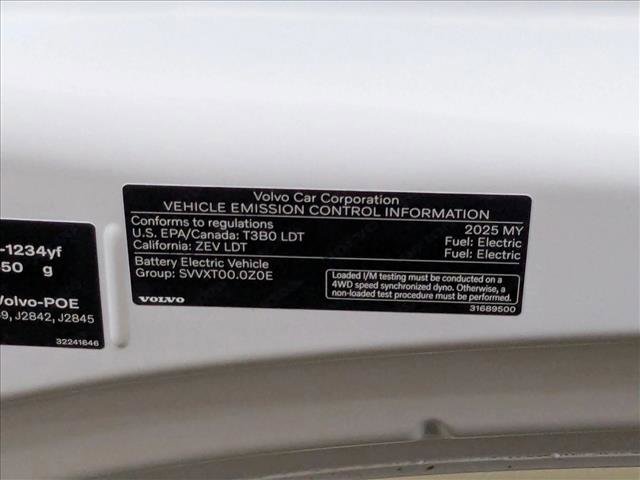 -1234yf
50 g
Volvo-POE
9, J2842, J2845
32241646
Volvo Car Corporation
VEHICLE EMISSION CONTROL INFORMATION
Conforms to regulations 2025 MY
U.S. EPA/Canada: T3B0 LDT Fuel: Electric
California: ZEV LDT Fuel: Electric
Battery Electric Vehicle
Group: SVVXT00.0Z0E
Loaded I/M testing must be conducted on a
4WD speed synchronized dyno. Otherwise, a
non-loaded test procedure must be performed.
VOLVO 31689500